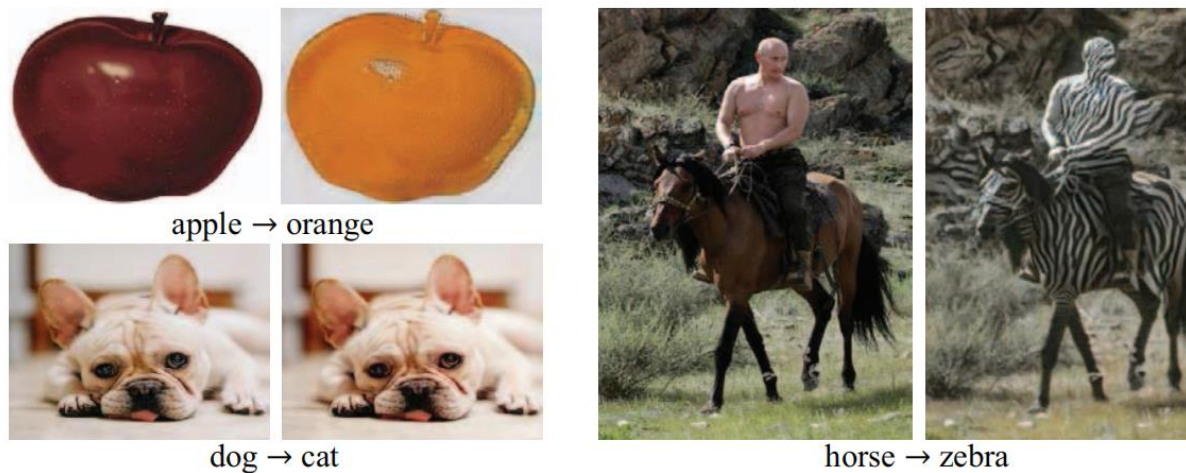 apple → orange
dog → cat
horse → zebra